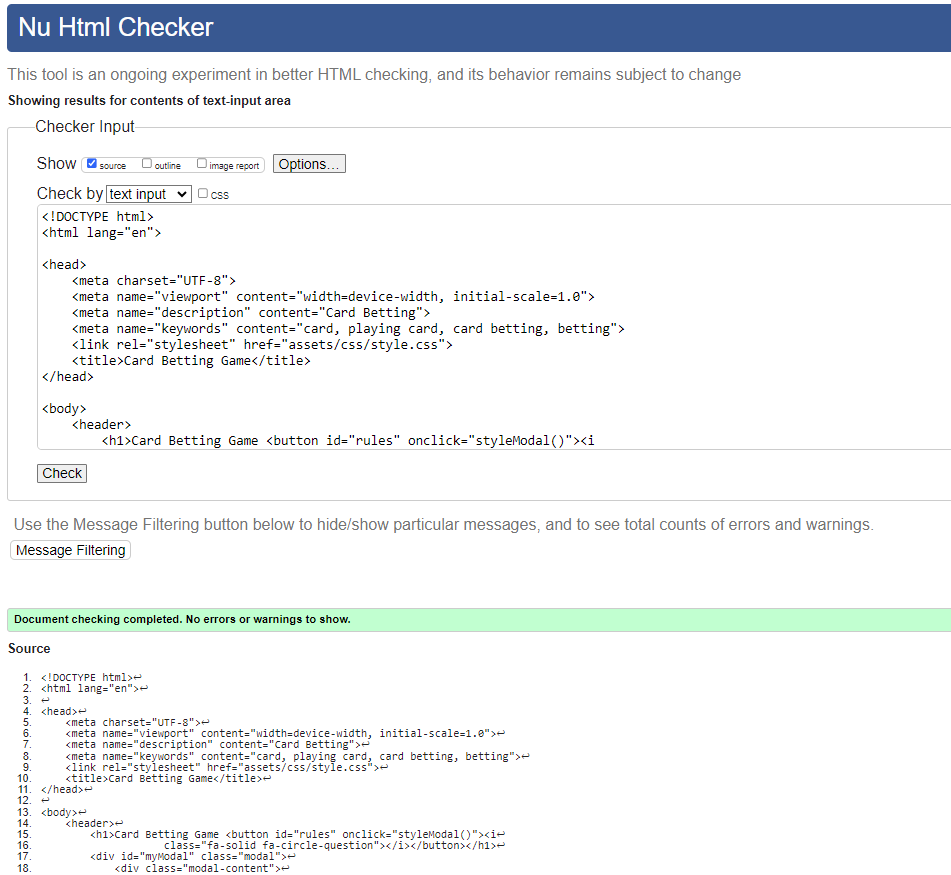 Nu Html Checker
This tool is an ongoing experiment in better HTML checking, and its behavior remains subject to change
Showing results for contents of text-input area
Checker Input
Show source outline image report Options...
Check by text input css
<!DOCTYPE html>
<html lang="en">
<head>
    <meta charset="UTF-8">
    <meta name="viewport" content="width=device-width, initial-scale=1.0">
    <meta name="description" content="Card Betting">
    <meta name="keywords" content="card, playing card, card betting, betting">
    <link rel="stylesheet" href="assets/css/style.css">
    <title>Card Betting Game</title>
</head>
<body>
    <header>
        <h1>Card Betting Game <button id="rules" onclick="styleModal()"><i
Check
Use the Message Filtering button below to hide/show particular messages, and to see total counts of errors and warnings.
Message Filtering
Document checking completed. No errors or warnings to show.
Source
1. <!DOCTYPE html>↩
2. <html lang="en">↩
3. ↩
4. <head>↩
5.     <meta charset="UTF-8">↩
6.     <meta name="viewport" content="width=device-width, initial-scale=1.0">↩
7.     <meta name="description" content="Card Betting">↩
8.     <meta name="keywords" content="card, playing card, card betting, betting">↩
9.     <link rel="stylesheet" href="assets/css/style.css">↩
10.     <title>Card Betting Game</title>↩
11. </head>↩
12. ↩
13. <body>↩
14.     <header>↩
15.         <h1>Card Betting Game <button id="rules" onclick="styleModal()"><i↩
16.                     class="fa-solid fa-circle-question"></i></button></h1>↩
17.         <div id="myModal" class="modal">↩
18.             <div class="modal-content">↩